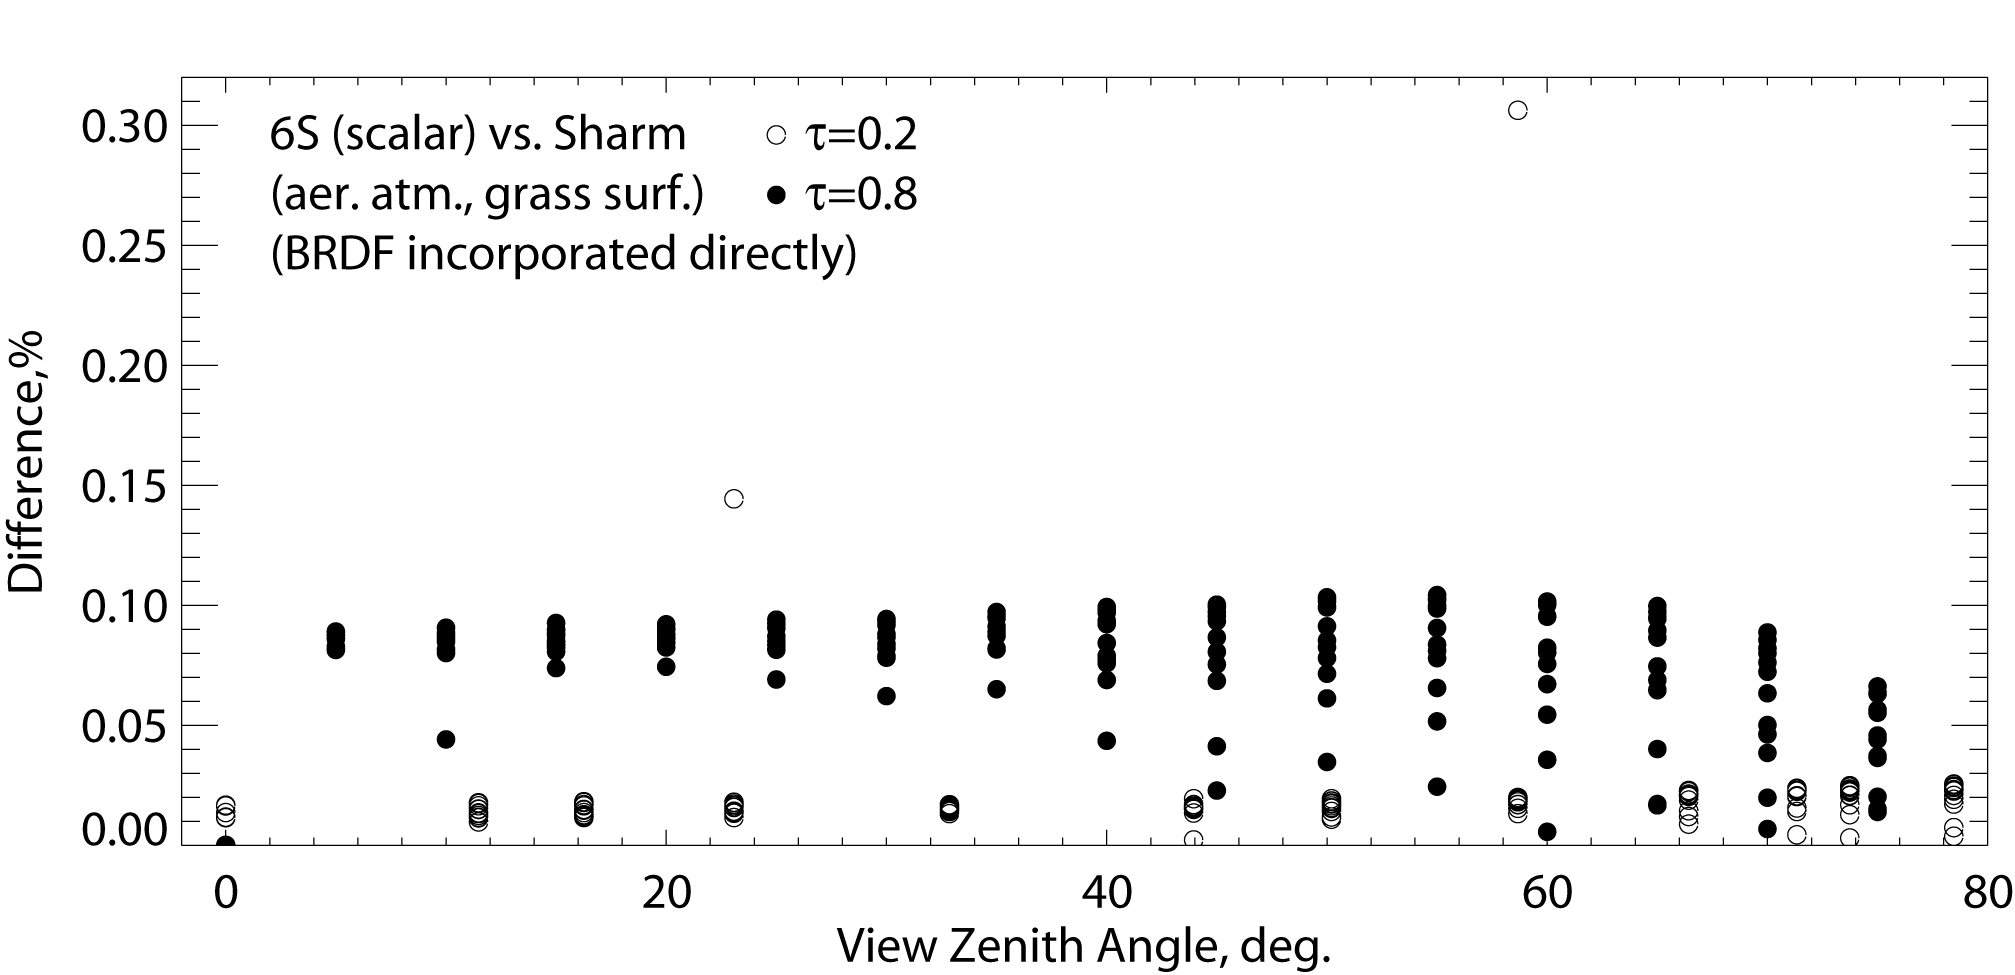 6S (scalar) vs. Sharm
(aer. atm., grass surf.)
(BRDF incorporated directly)
τ=0.2
τ=0.8
Difference,%
0.30
0.25
0.20
0.15
0.10
0.05
0.00
0 20 40 60 80
View Zenith Angle, deg.